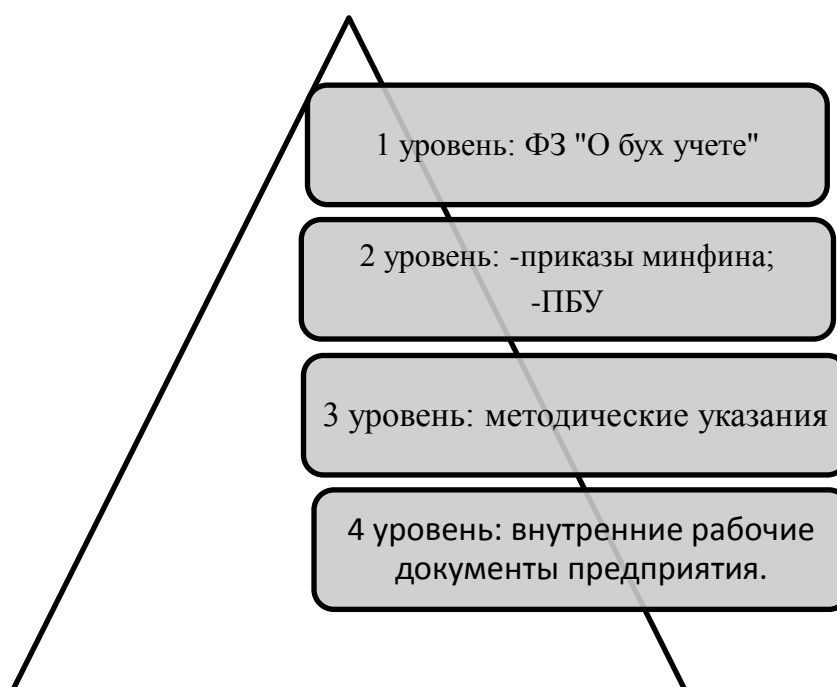 1 уровень: ФЗ "О бух учете"
2 уровень: -приказы минфина;
-ПБУ
3 уровень: методические указания
4 уровень: внутренние рабочие
документы предприятия.